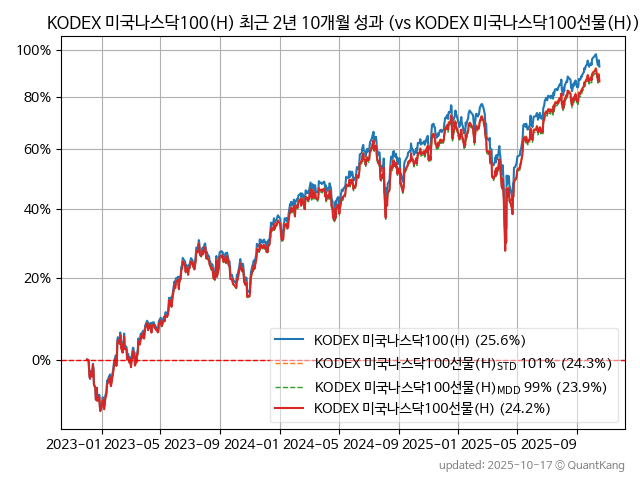 KODEX 미국나스닥100(H) 최근 2년 10개월 성과 (vs KODEX 미국나스닥100선물(H))
100%
80%
60%
40%
20%
0%
KODEX 미국나스닥100(H) (25.6%)
KODEX 미국나스닥100선물(H)STD 101% (24.3%)
KODEX 미국나스닥100선물(H)MDD 99% (23.9%)
KODEX 미국나스닥100선물(H) (24.2%)
2023-01 2023-05 2023-09 2024-01 2024-05 2024-09 2025-01 2025-05 2025-09
updated: 2025-10-17 © QuantKang